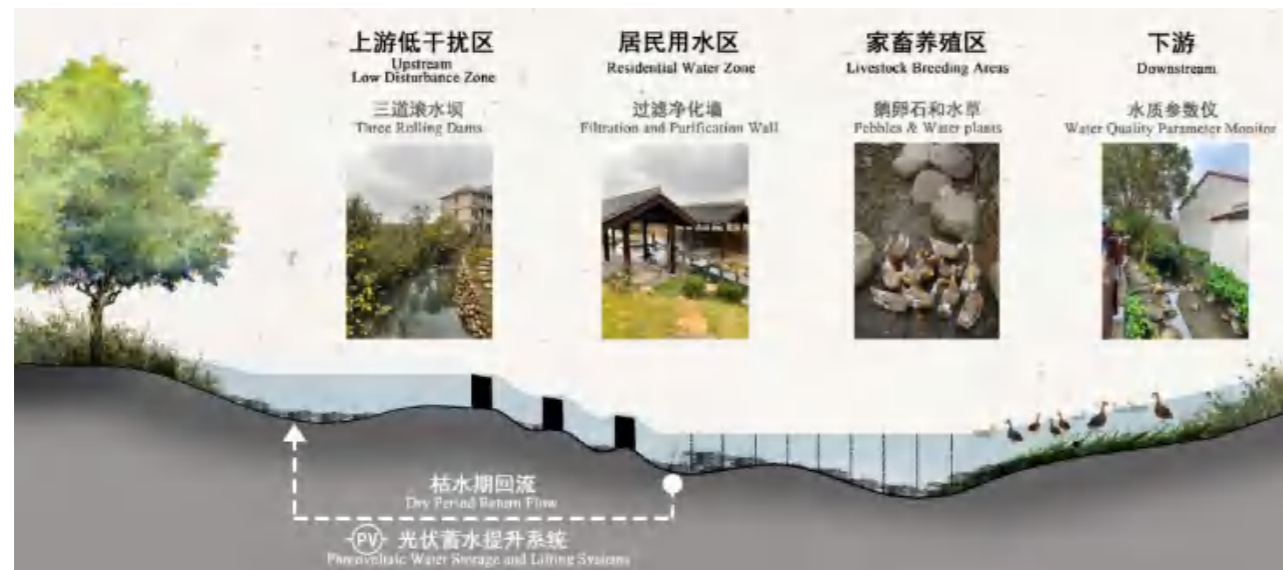 上游低干扰区
Upstream
Low Disturbance Zone
三道滚水坝
Three Rolling Dams
居民用水区
Residential Water Zone
过滤净化墙
Filtration and Purification Wall
家畜养殖区
Livestock Breeding Areas
鹅卵石和水草
Pebbles & Water plants
下游
Downstream
水质参数仪
Water Quality Parameter Monitor
枯水期回流
Dry Period Return Flow
PV 光伏蓄水提升系统
Photovoltaic Water Storage and Lifting Systems